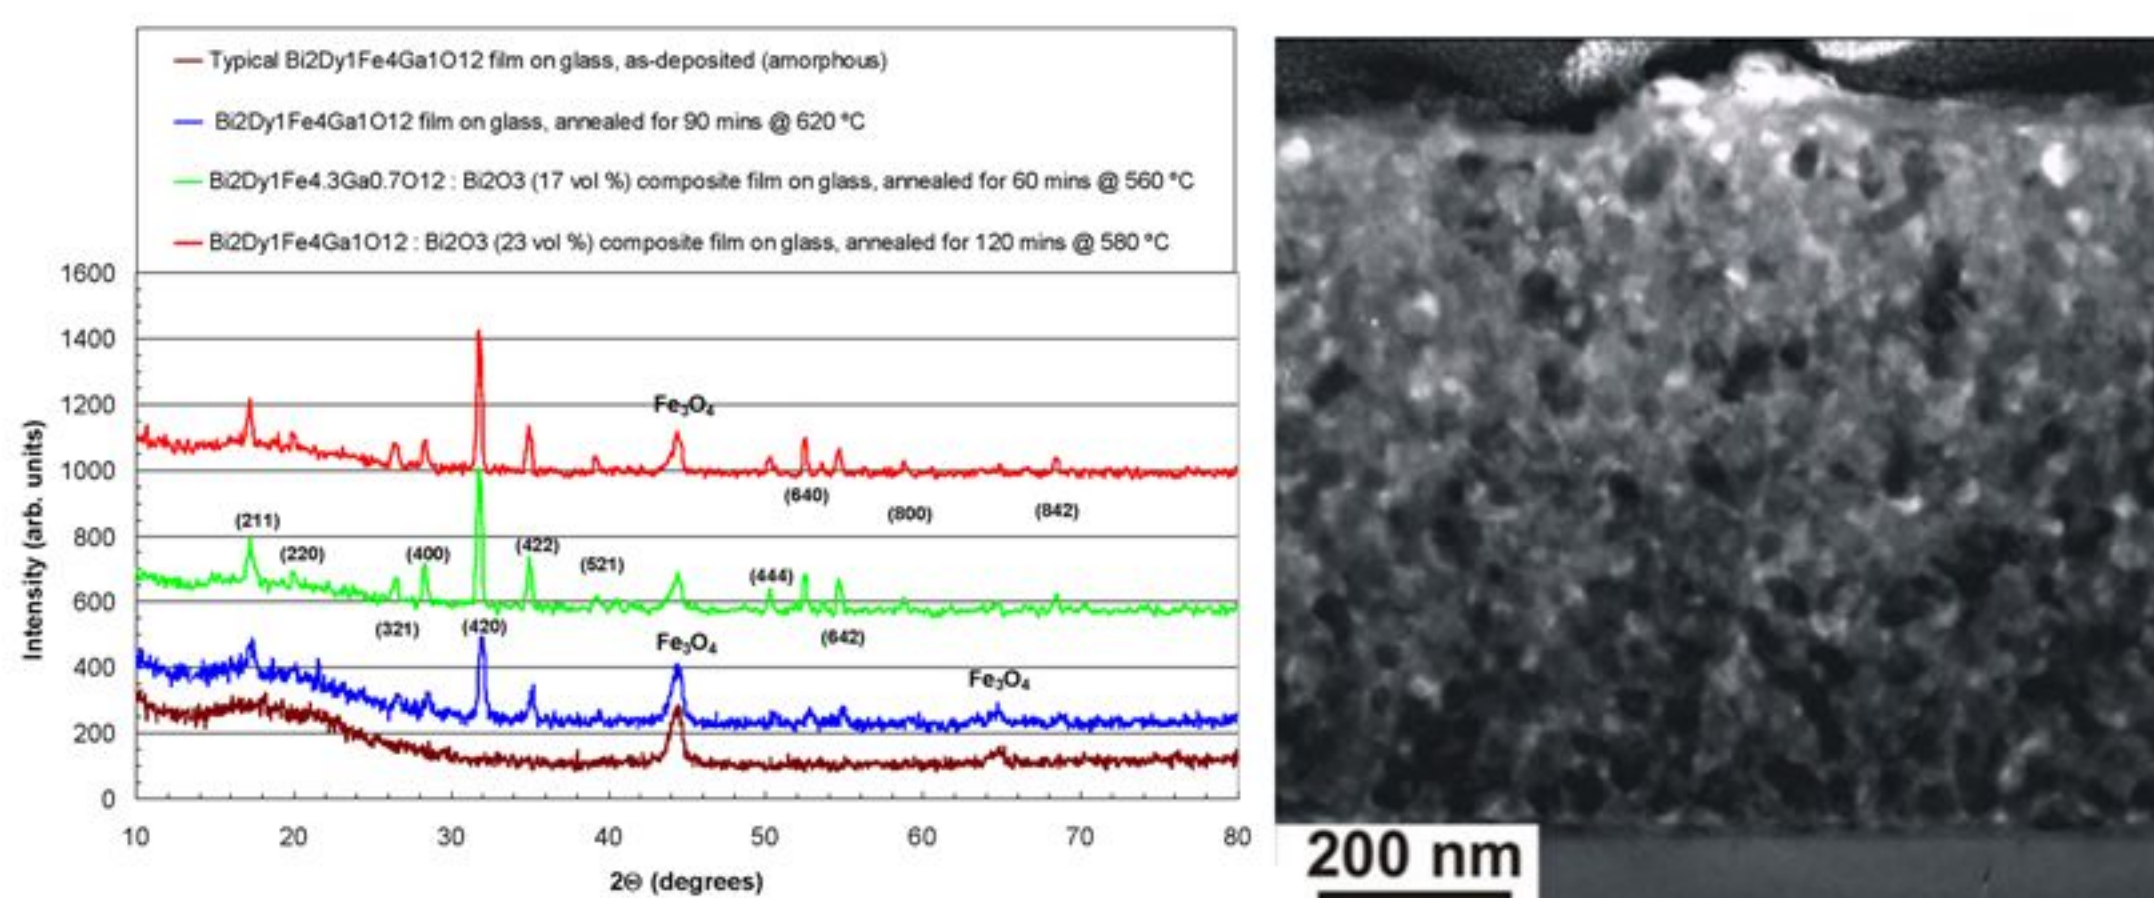 Typical Bi2Dy1Fe4Ga1O12 film on glass, as-deposited (amorphous)
Bi2Dy1Fe4Ga1O12 film on glass, annealed for 90 mins @ 620 °C
Bi2Dy1Fe4.3Ga0.7O12 : Bi2O3 (17 vol %) composite film on glass, annealed for 60 mins @ 560 °C
Bi2Dy1Fe4Ga1O12 : Bi2O3 (23 vol %) composite film on glass, annealed for 120 mins @ 580 °C
Intensity (arb. units)
1600
1400
1200
1000
800
600
400
200
0
Fe₃O₄
(640)
(800)
(842)
(211)
(220)
(400)
(422)
(521)
(444)
(321)
(420)
(642)
Fe₃O₄
Fe₃O₄
10 20 30 40 50 60 70 80
2Θ (degrees)
200 nm